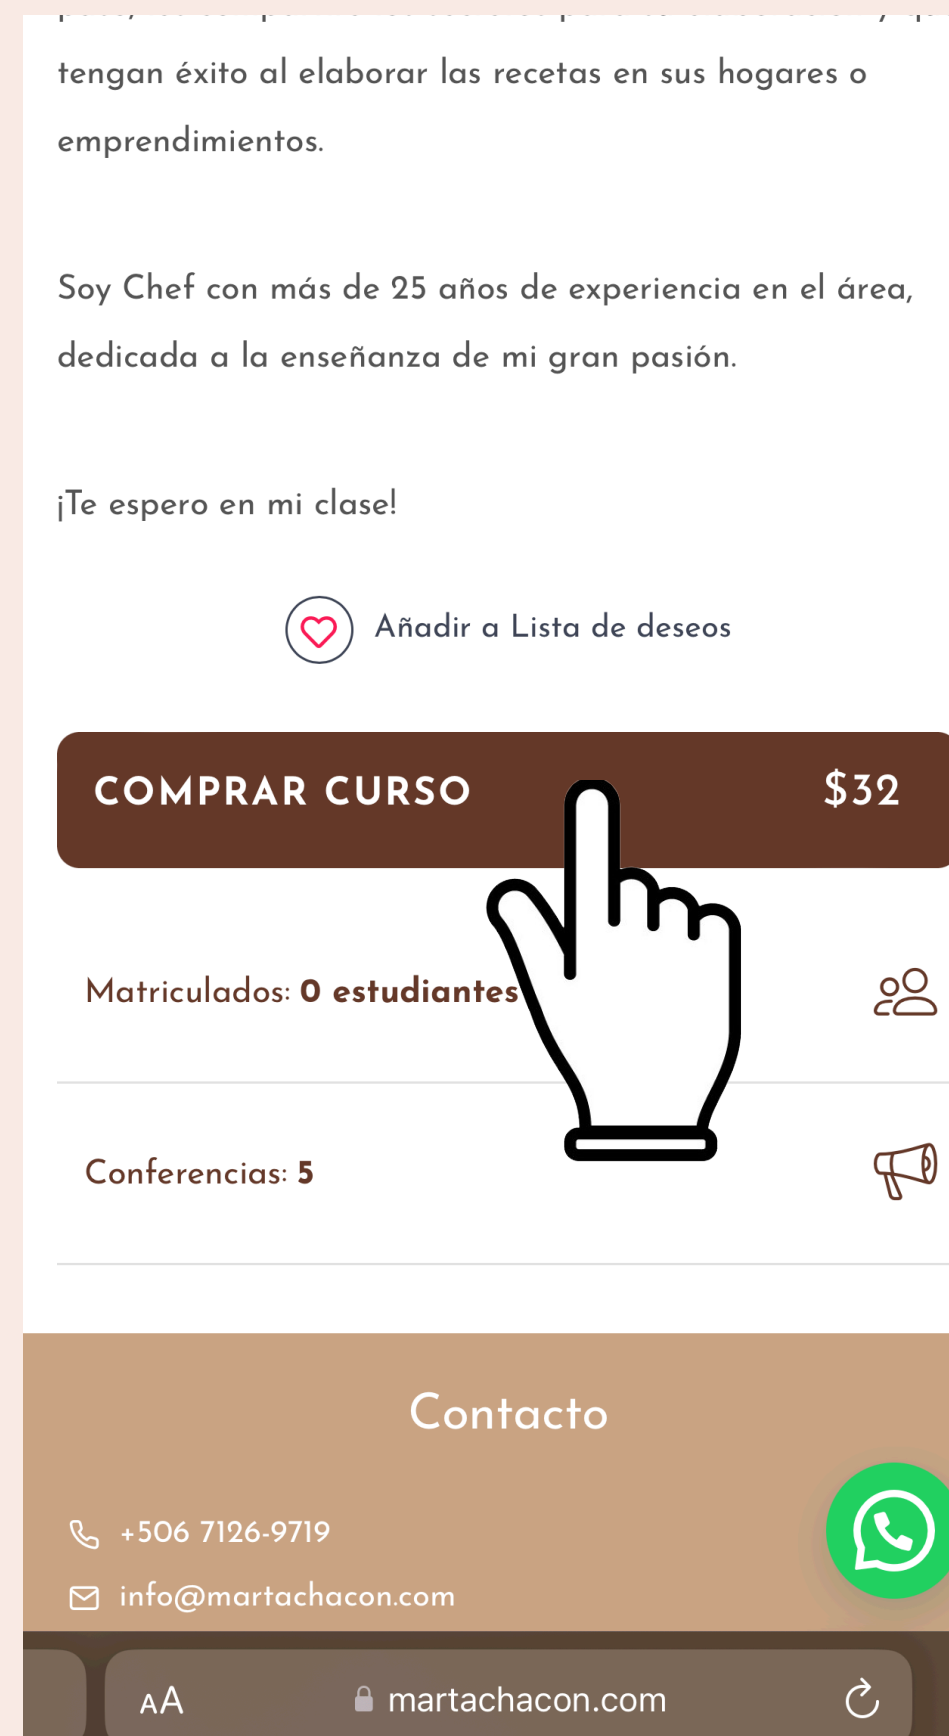 tengan éxito al elaborar las recetas en sus hogares o
emprendimientos.
Soy Chef con más de 25 años de experiencia en el área,
dedicada a la enseñanza de mi gran pasión.
¡Te espero en mi clase!
Añadir a Lista de deseos
COMPRAR CURSO $32
Matriculados: 0 estudiantes
Conferencias: 5
Contacto
+506 7126-9719
info@martachacon.com
AA martachacon.com